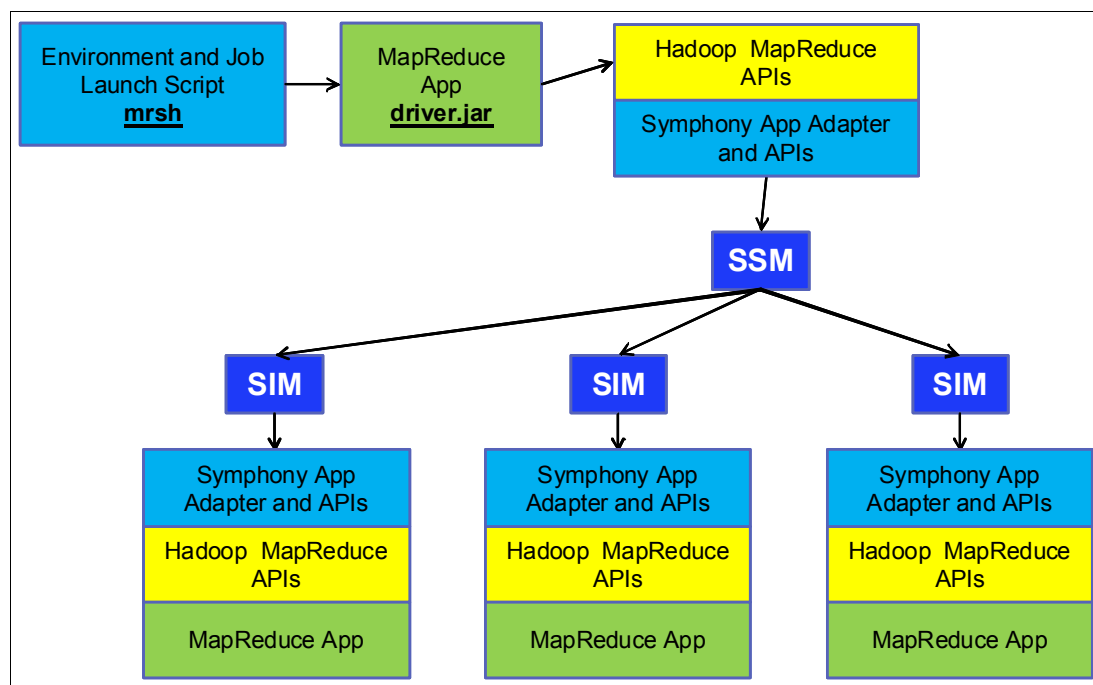 Environment and Job
Launch Script
mrsh
MapReduce
App
driver.jar
Hadoop MapReduce
APIs
Symphony App Adapter
and APIs
SSM
SIM
SIM
SIM
Symphony App
Adapter and APIs
Hadoop MapReduce
APIs
MapReduce App
Symphony App
Adapter and APIs
Hadoop MapReduce
APIs
MapReduce App
Symphony App
Adapter and APIs
Hadoop MapReduce
APIs
MapReduce App